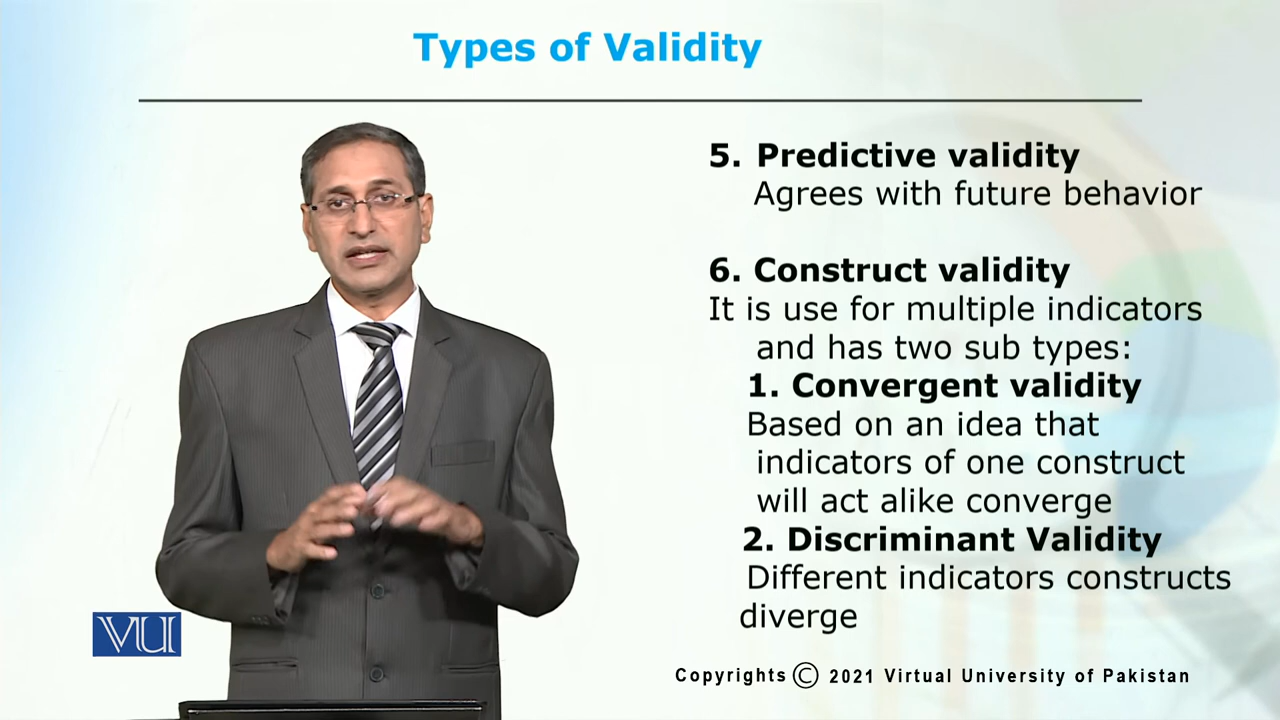 Types of Validity
5. Predictive validity
Agrees with future behavior
6. Construct validity
It is use for multiple indicators
and has two sub types:
1. Convergent validity
Based on an idea that
indicators of one construct
will act alike converge
2. Discriminant Validity
Different indicators constructs
diverge
VU
Copyrights © 2021 Virtual University of Pakistan